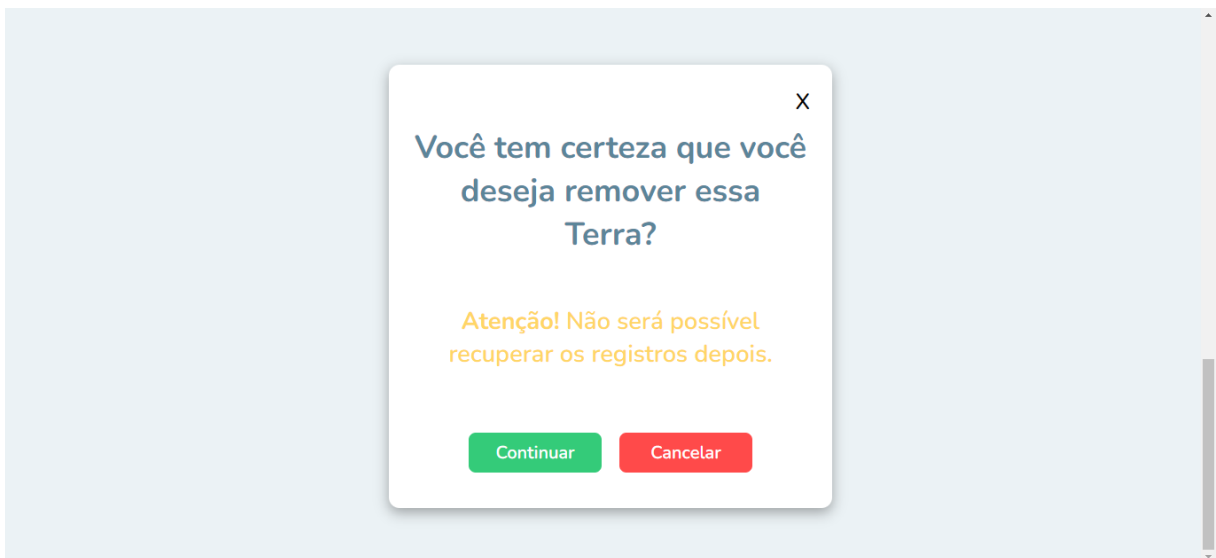 X
Você tem certeza que você
deseja remover essa
Terra?
Atenção! Não será possível
recuperar os registros depois.
Continuar Cancelar